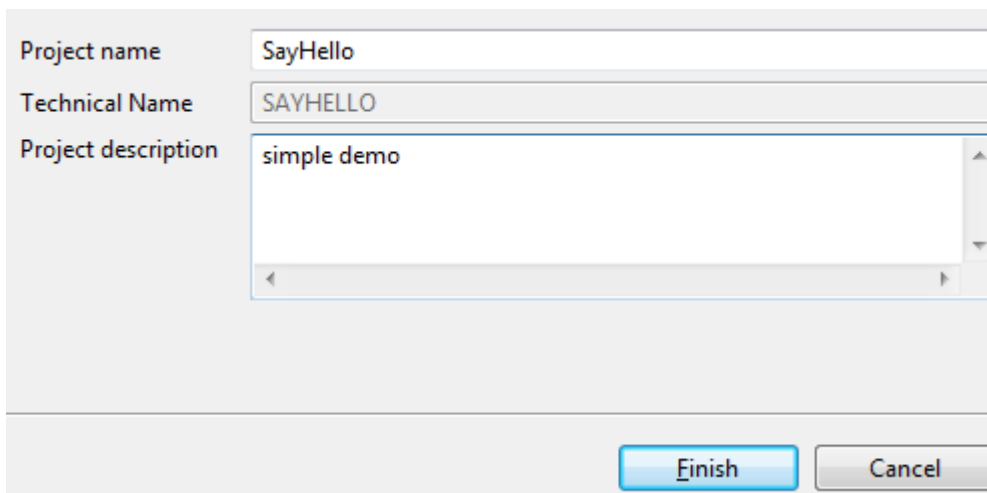 Project name SayHello
Technical Name SAYHELLO
Project description simple demo
Finish Cancel